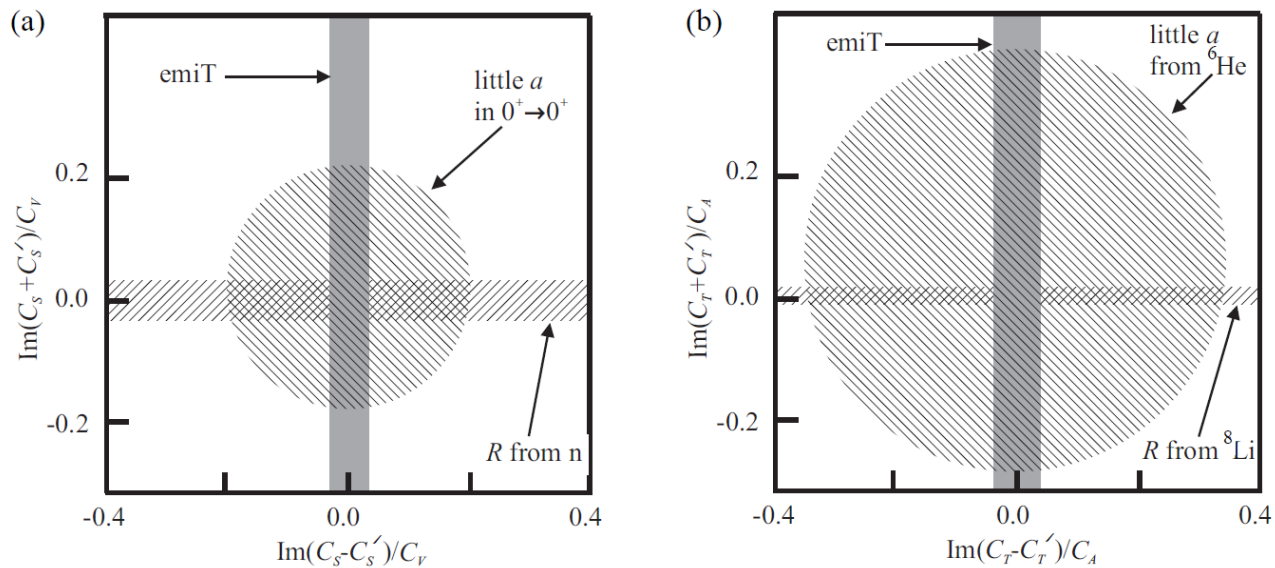 (a)
emiT
little a
in 0⁺→0⁺
0.2
0.0
-0.2
Im(C_S+C_S′)/C_V
R from n
-0.4
0.0
0.4
Im(C_S-C_S′)/C_V
(b)
emiT
little a
from ⁶He
0.2
0.0
-0.2
Im(C_T+C_T′)/C_A
R from ⁸Li
-0.4
0.0
0.4
Im(C_T-C_T′)/C_A